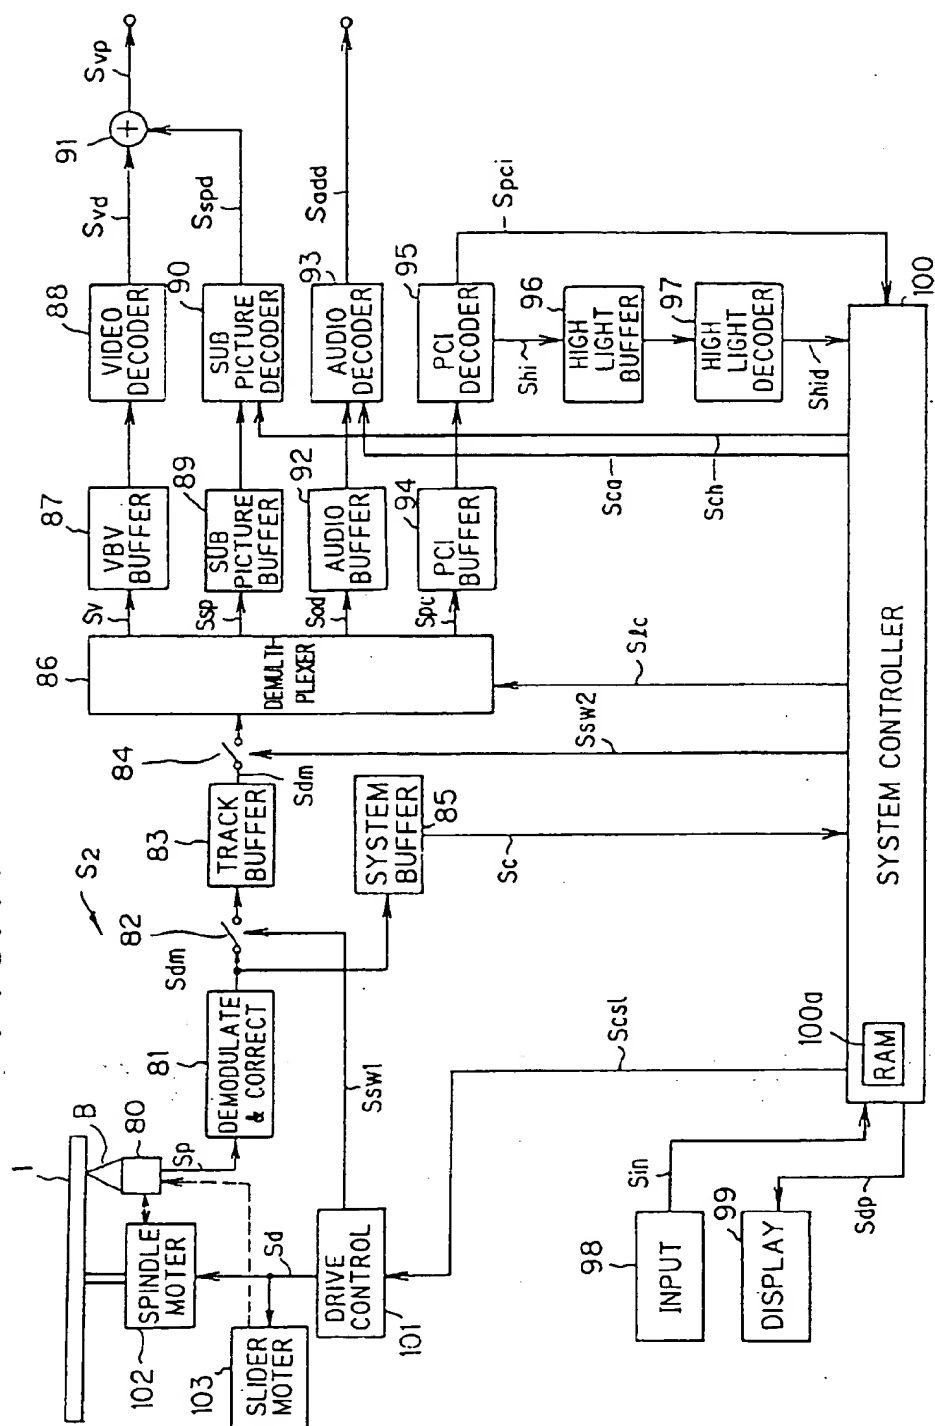 S2
1
B
80
Sp
SPINDLE
MOTER
102
SLIDER
MOTER
103
Sd
DRIVE
CONTROL
101
Ssw1
81
DEMODULATE
& CORRECT
Sdm
82
83
TRACK
BUFFER
Sdm
84
SYSTEM
BUFFER
85
Sc
86
DEMULTI-
PLEXER
Slc
Ssw2
Sv
Ssp
Sad
Spc
87
VBV
BUFFER
89
SUB
PICTURE
BUFFER
92
AUDIO
BUFFER
94
PCI
BUFFER
88
VIDEO
DECODER
90
SUB
PICTURE
DECODER
93
AUDIO
DECODER
95
PCI
DECODER
Svd
91
+
Svp
Sspd
Sadd
Spci
Shi
96
HIGH
LIGHT
BUFFER
97
HIGH
LIGHT
DECODER
Shid
Sca
Sch
100
SYSTEM CONTROLLER
100a
RAM
Scsl
98
INPUT
Sin
99
DISPLAY
Sdp